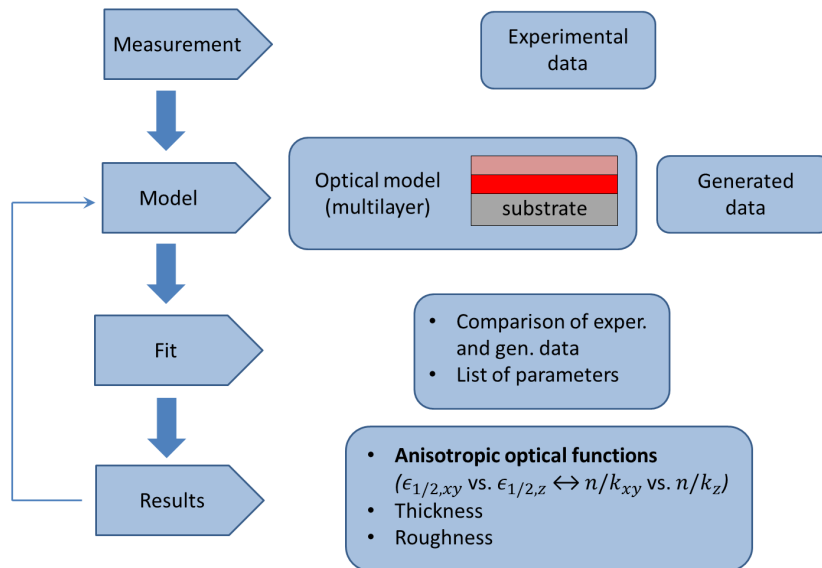 Measurement
Experimental
data
Model
Optical model
(multilayer)
substrate
Generated
data
Fit
• Comparison of exper.
and gen. data
• List of parameters
Results
• Anisotropic optical functions
(ϵ1/2,xy vs. ϵ1/2,z ↔ n/kxy vs. n/kz)
• Thickness
• Roughness